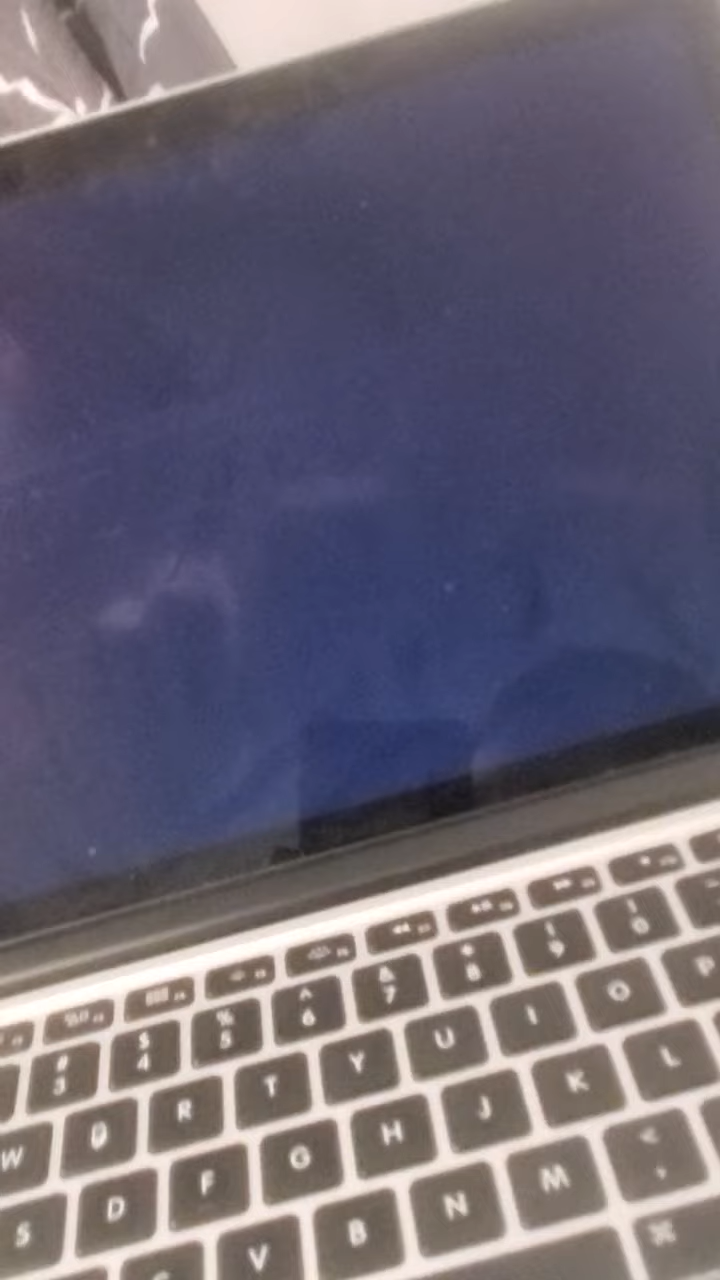 # $ % ^ & * ( )
3 4 5 6 7 8 9 0
W R T Y U I O P
S D F G H J K L
V B N M < ,
⌘